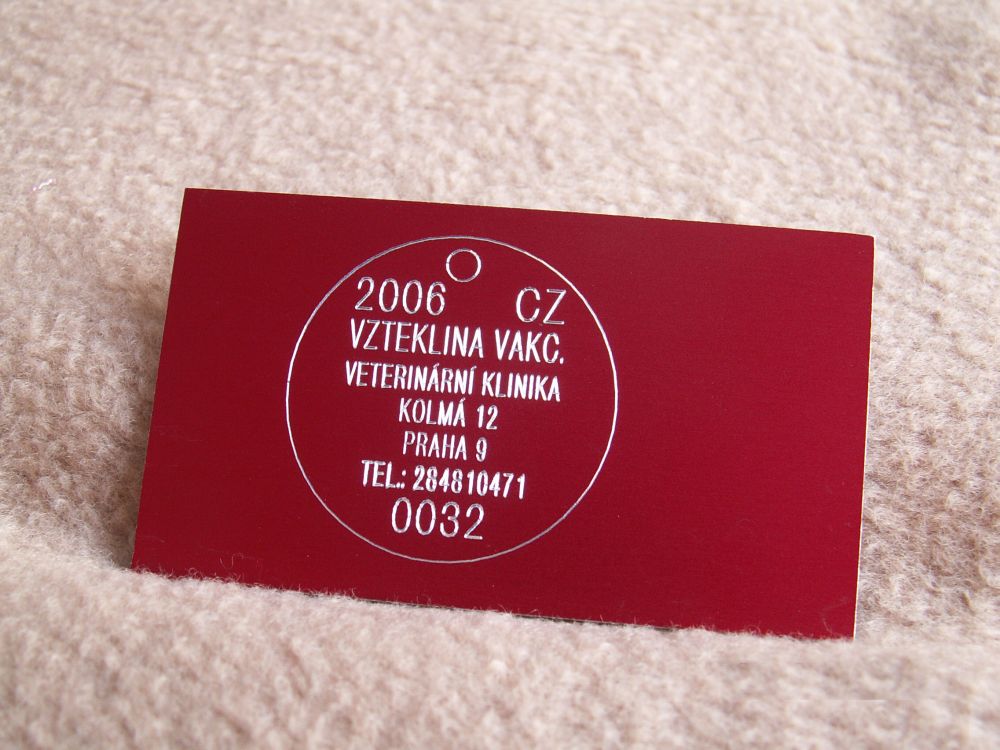 2006 CZ
VZTEKLINA VAKC.
VETERINÁRNÍ KLINIKA
KOLMÁ 12
PRAHA 9
TEL.: 284810471
0032